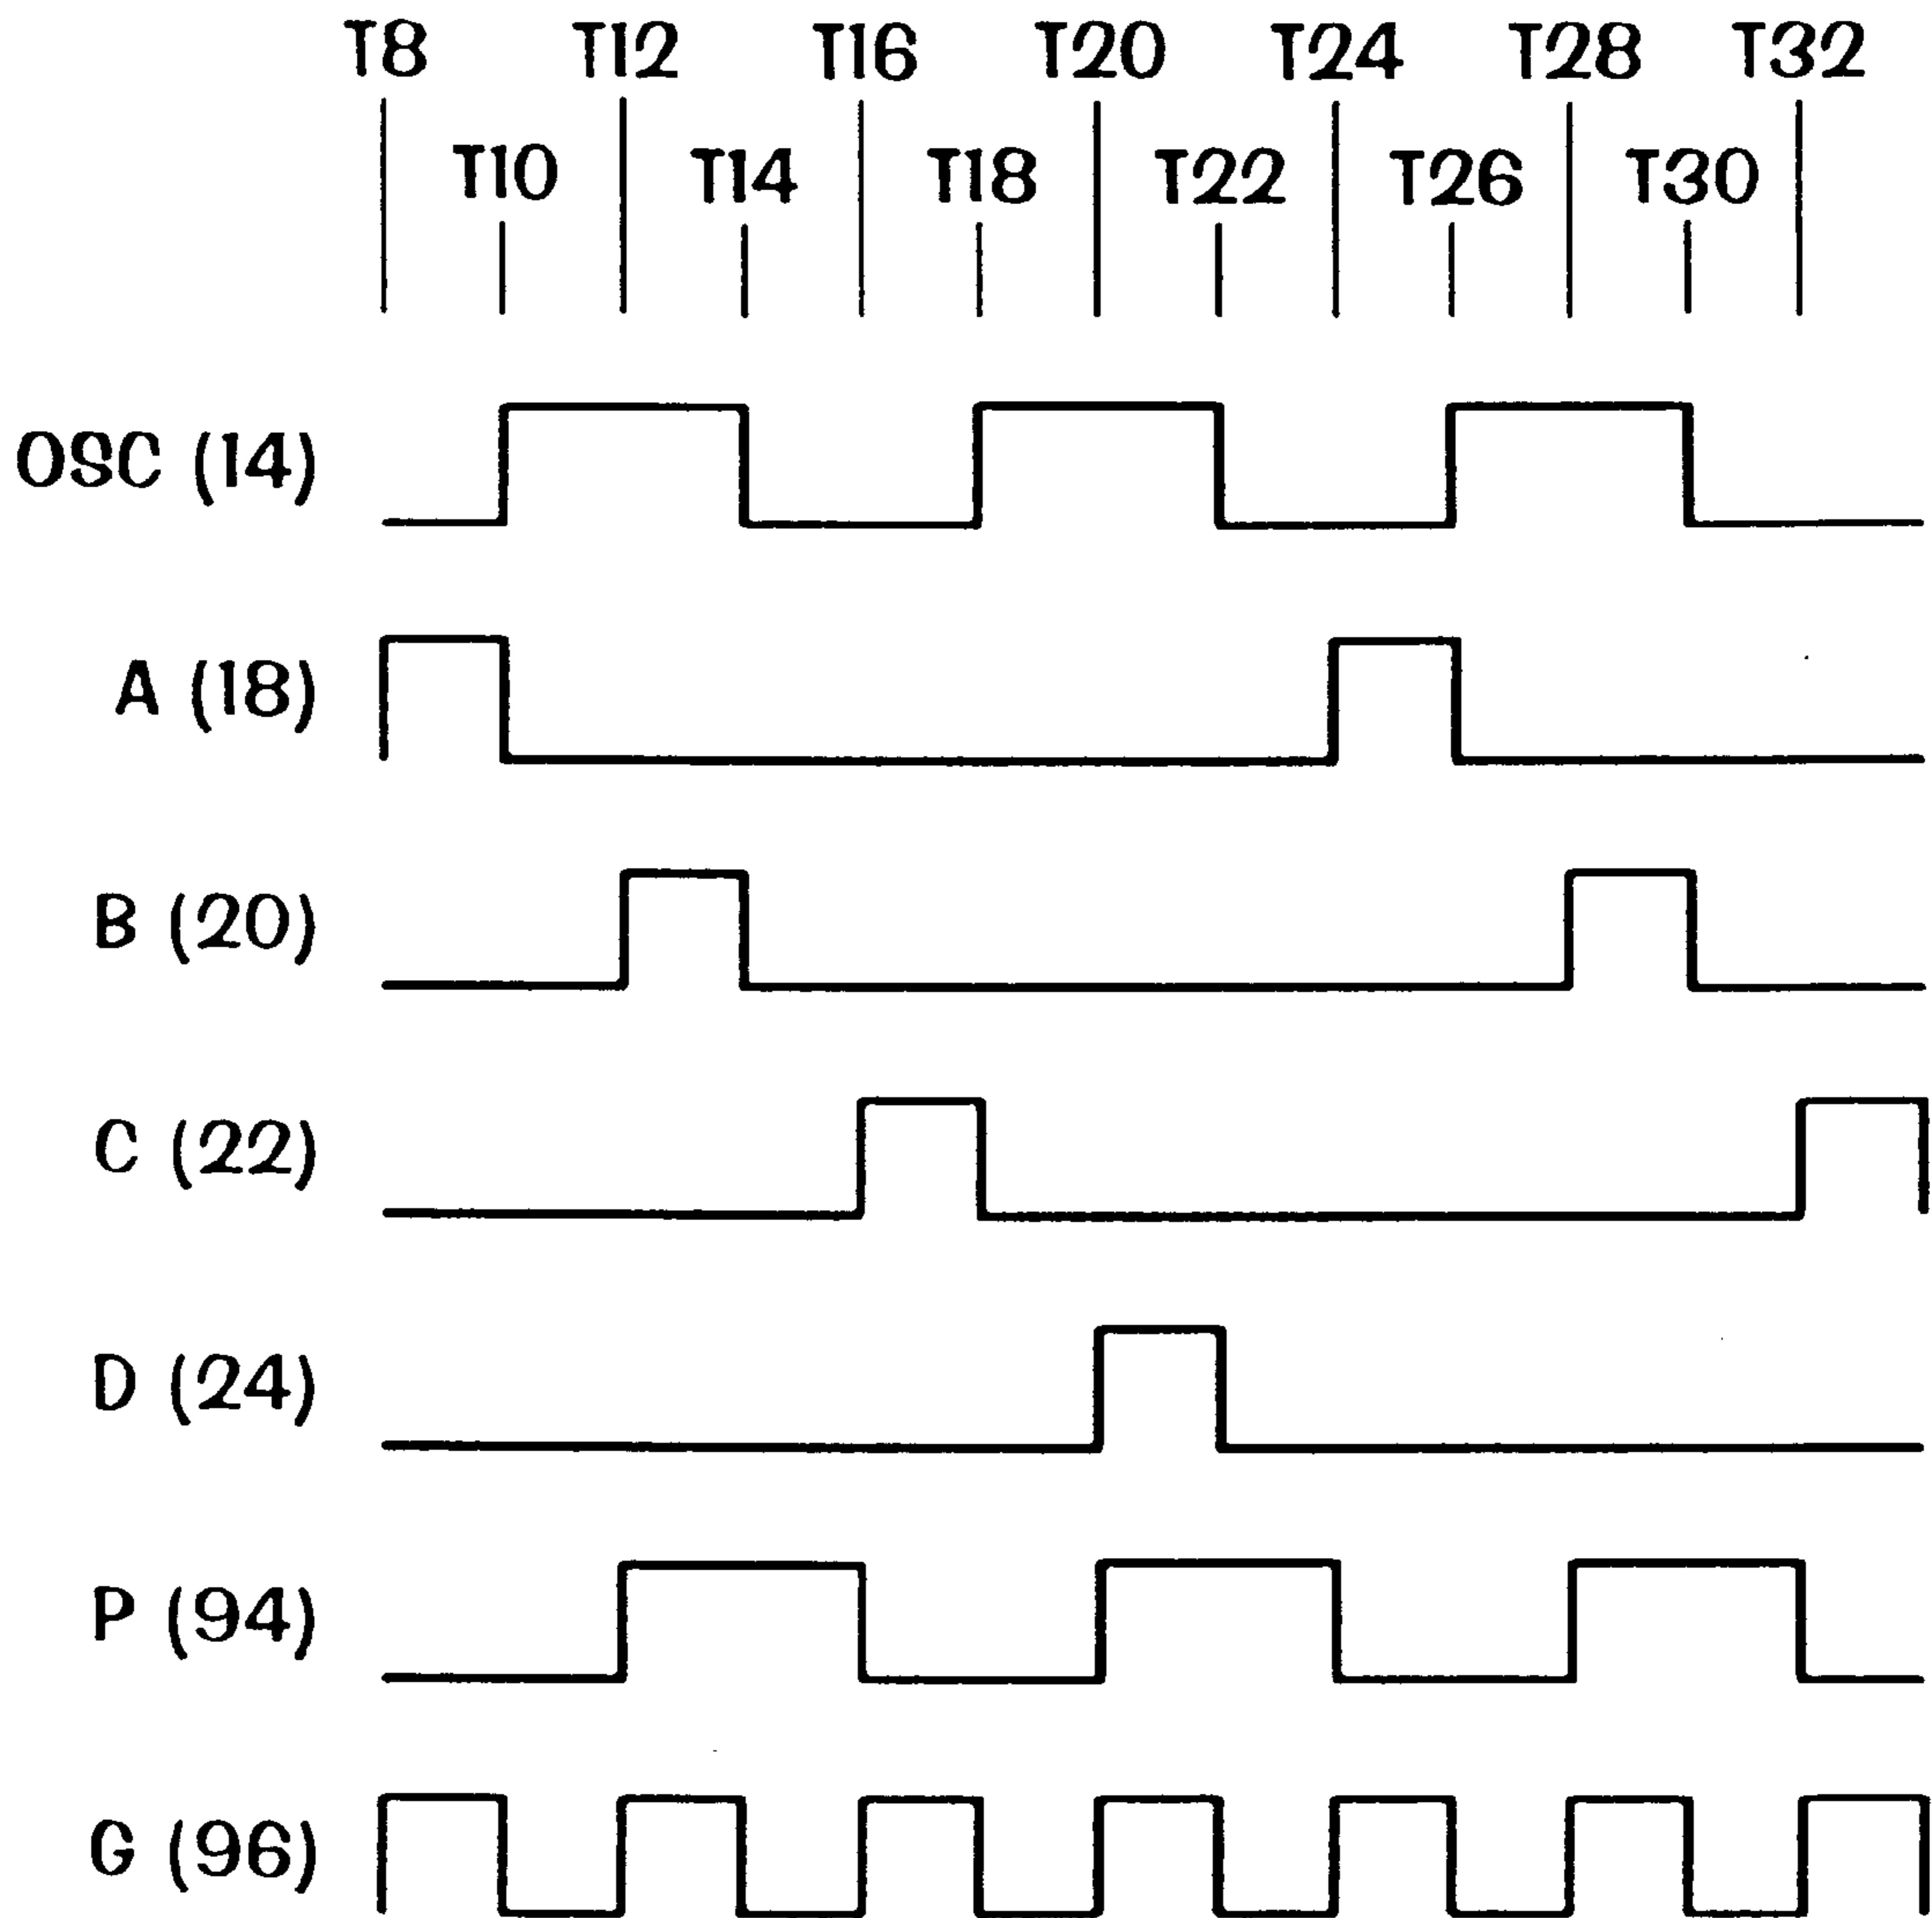 T8 T12 T16 T20 T24 T28 T32
T10 T14 T18 T22 T26 T30
OSC (14)
A (18)
B (20)
C (22)
D (24)
P (94)
G (96)